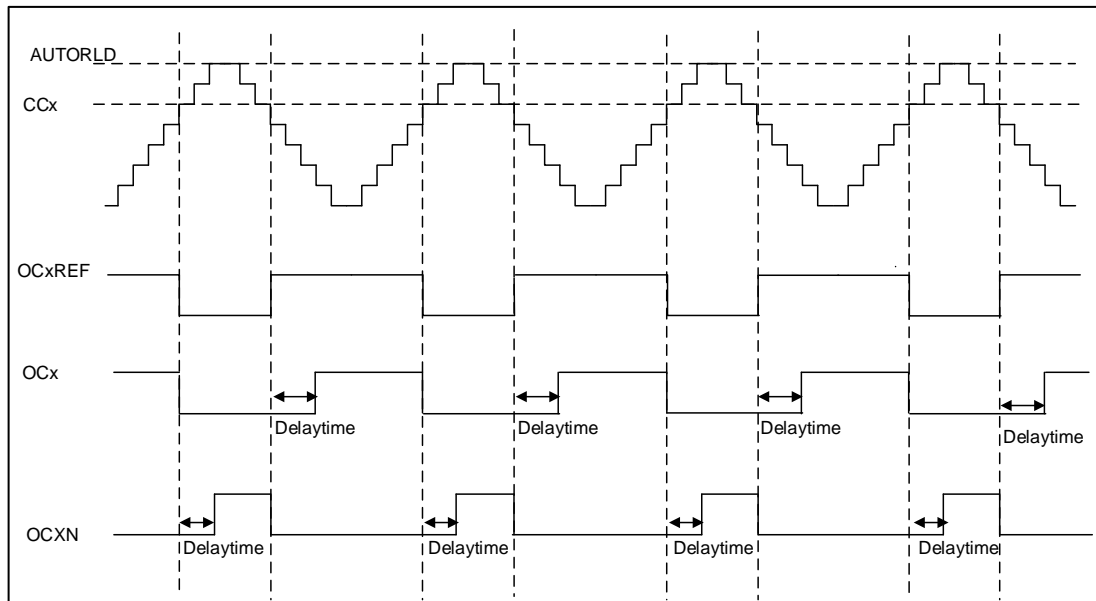 AUTORLD
CCx
OCxREF
OCx
Delaytime
Delaytime
Delaytime
Delaytime
OCXN
Delaytime
Delaytime
Delaytime
Delaytime